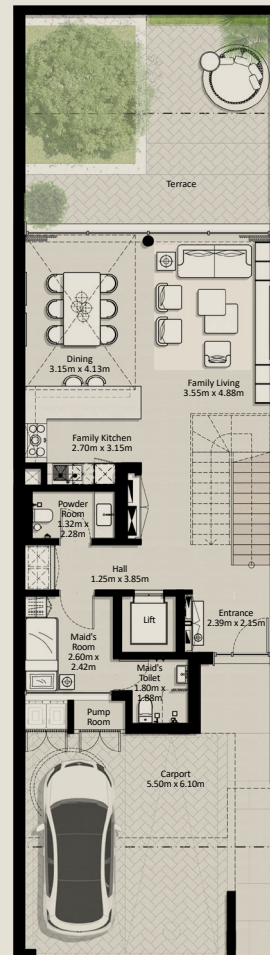 Terrace
Dining
3.15m x 4.13m
Family Living
3.55m x 4.88m
Family Kitchen
2.70m x 3.15m
Powder
Room
1.32m x
2.28m
Hall
1.25m x 3.85m
Lift
Entrance
2.39m x 2.15m
Maid's
Room
2.60m x
2.42m
Maid's
Toilet
1.80m x
1.88m
Pump
Room
Carport
5.50m x 6.10m